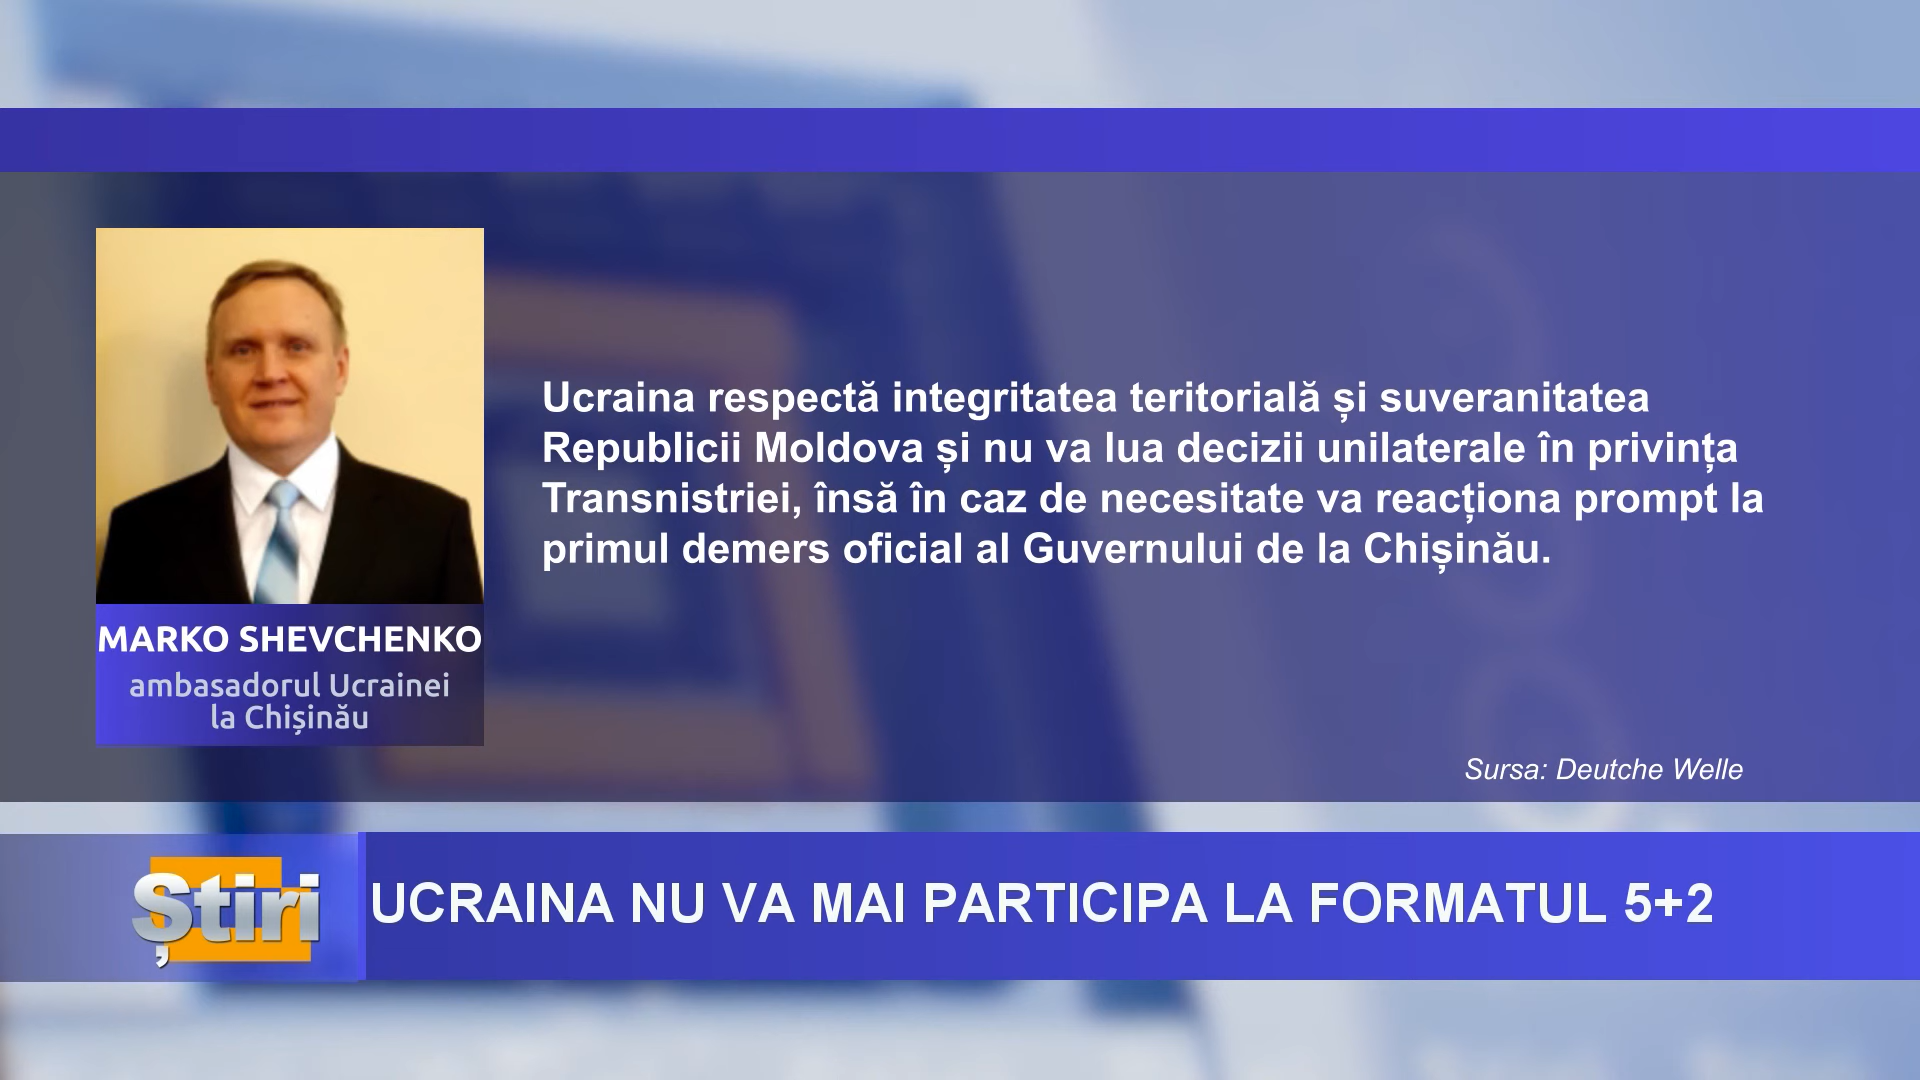 Ucraina respectă integritatea teritorială și suveranitatea
Republicii Moldova și nu va lua decizii unilaterale în privința
Transnistriei, însă în caz de necesitate va reacționa prompt la
primul demers oficial al Guvernului de la Chișinău.
MARKO SHEVCHENKO
ambasadorul Ucrainei
la Chișinău
Sursa: Deutche Welle
Știri
UCRAINA NU VA MAI PARTICIPA LA FORMATUL 5+2